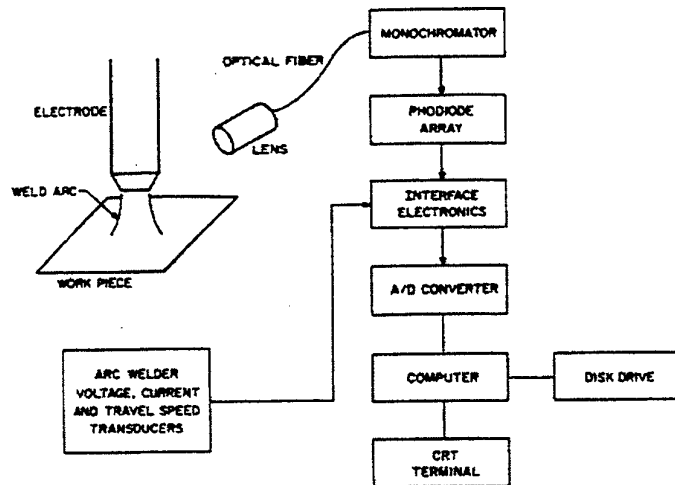 MONOCHROMATOR
OPTICAL FIBER
ELECTRODE
LENS
PHODIODE
ARRAY
WELD ARC
INTERFACE
ELECTRONICS
WORK PIECE
A/D CONVERTER
ARC WELDER
VOLTAGE, CURRENT
AND TRAVEL SPEED
TRANSDUCERS
COMPUTER
DISK DRIVE
CRT
TERMINAL